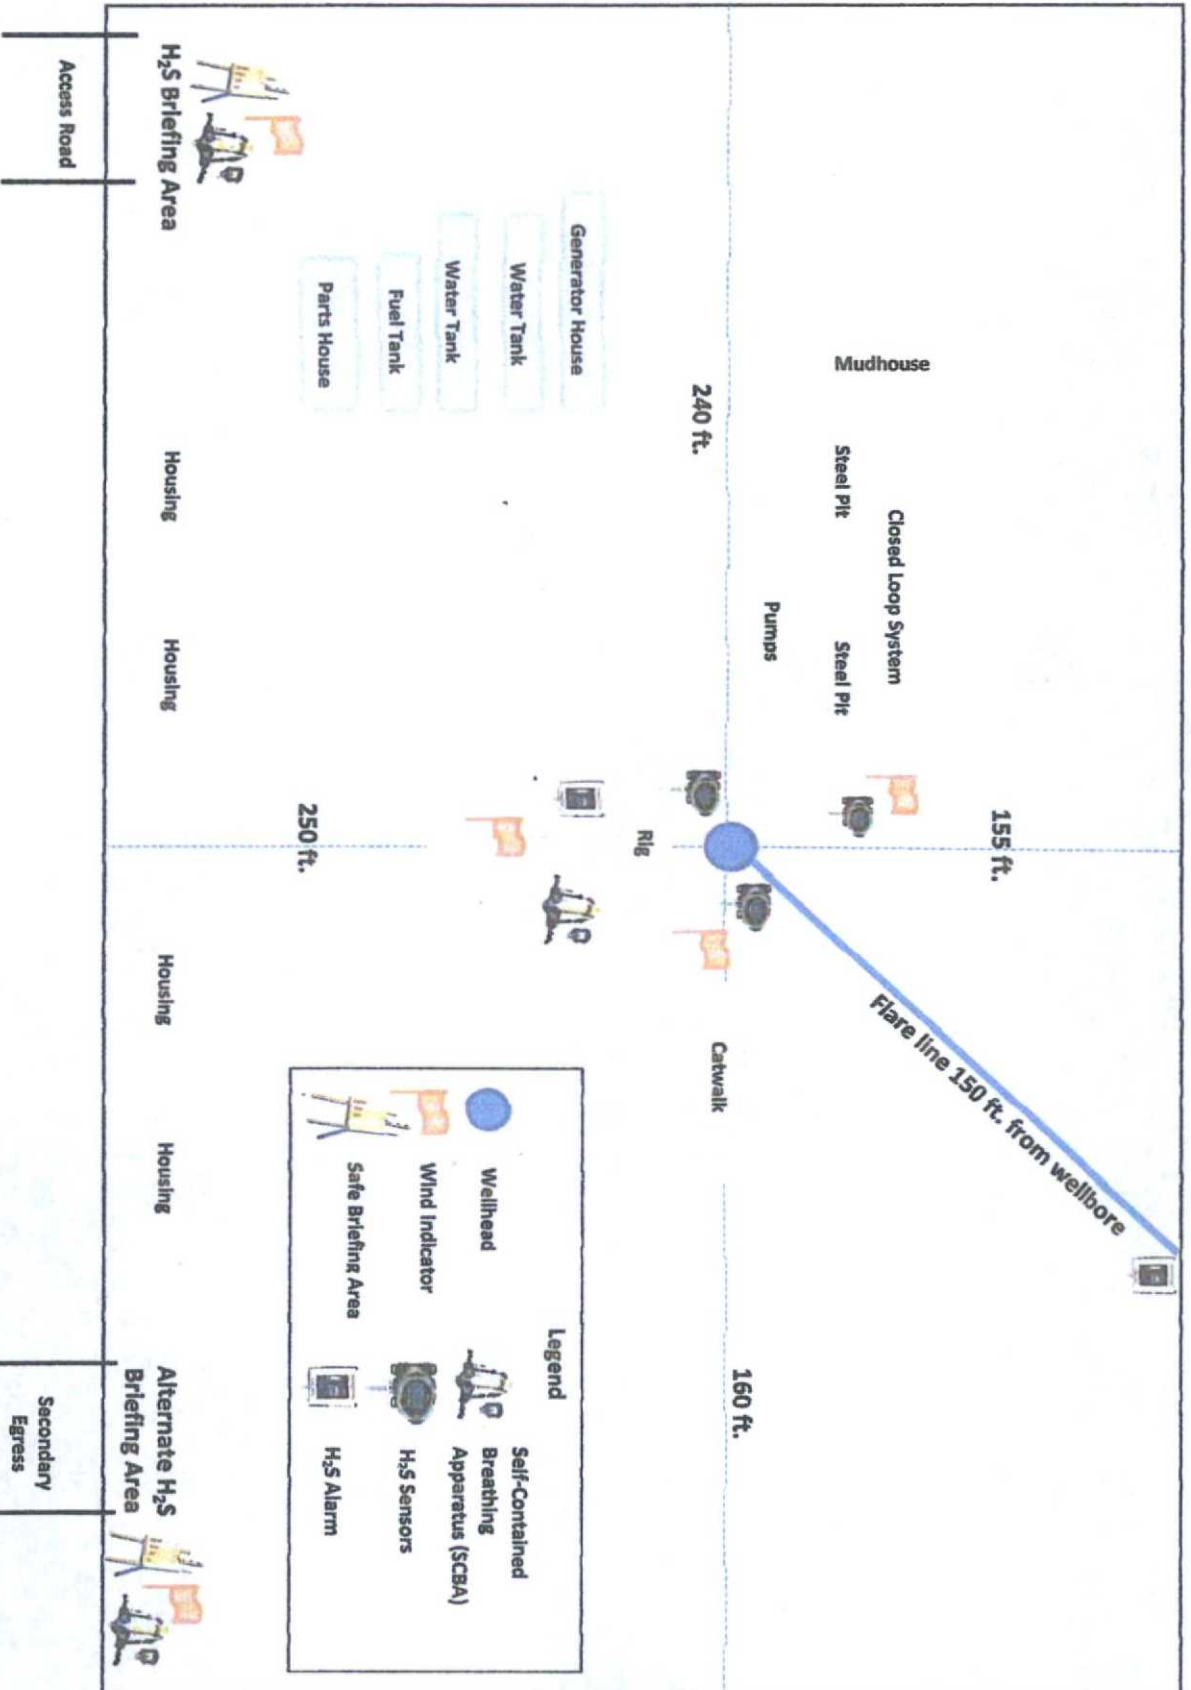 155 ft.
Flare line 150 ft. from wellbore
Mudhouse
Closed Loop System
Steel Pit
Steel Pit
Pumps
160 ft.
Catwalk
240 ft.
Rig
Generator House
Water Tank
Water Tank
Fuel Tank
Parts House
250 ft.
Legend
Wellhead
Wind Indicator
Safe Briefing Area
Self-Contained
Breathing
Apparatus (SCBA)
H₂S Sensors
H₂S Alarm
H₂S Briefing Area
Housing
Housing
Housing
Housing
Alternate H₂S
Briefing Area
Access Road
Secondary
Egress